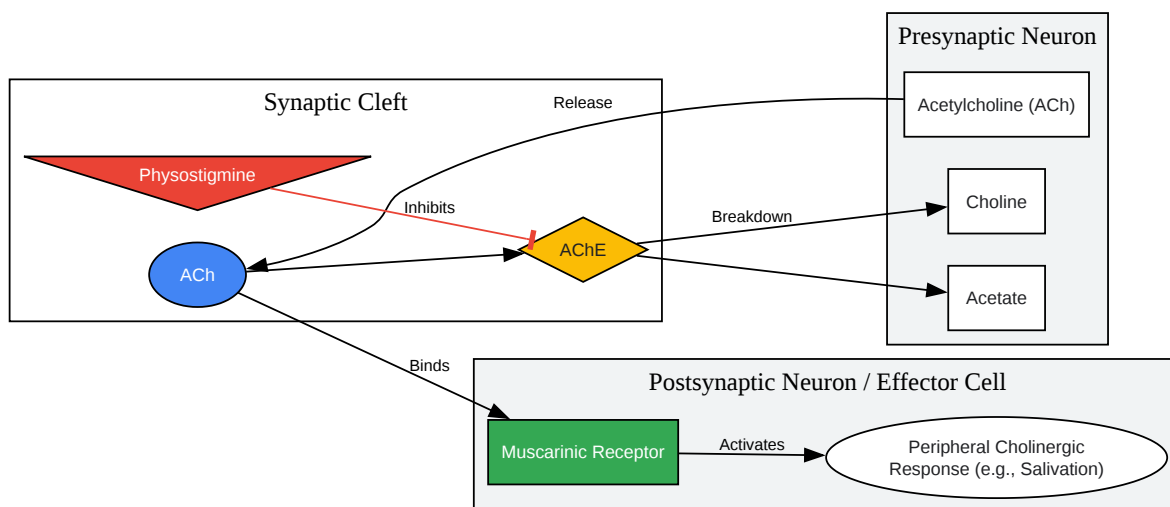 Presynaptic Neuron
Synaptic Cleft
Release
Acetylcholine (ACh)
Physostigmine
Inhibits
Breakdown
Choline
AChE
ACh
Acetate
Binds
Postsynaptic Neuron / Effector Cell
Muscarinic Receptor
Activates
Peripheral Cholinergic
Response (e.g., Salivation)